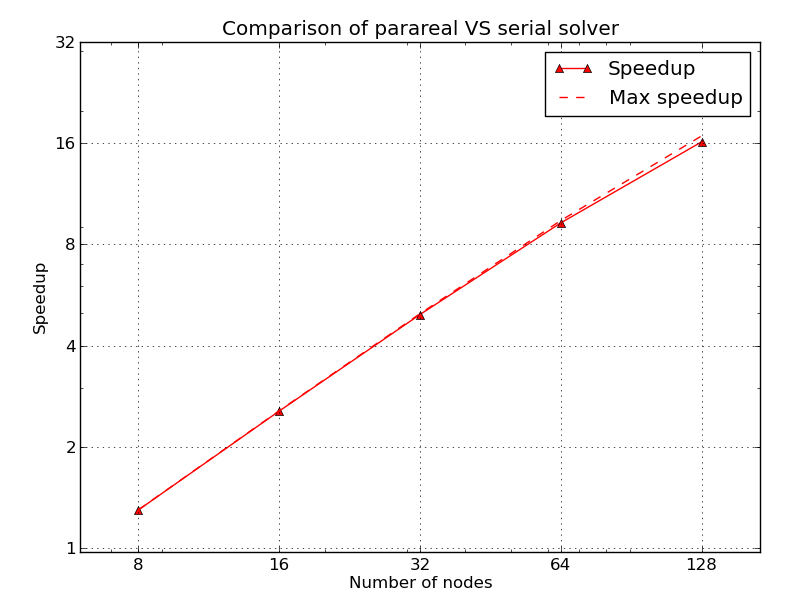 Comparison of parareal VS serial solver
Speedup
Max speedup
32
16
8
4
2
1
Speedup
8 16 32 64 128
Number of nodes